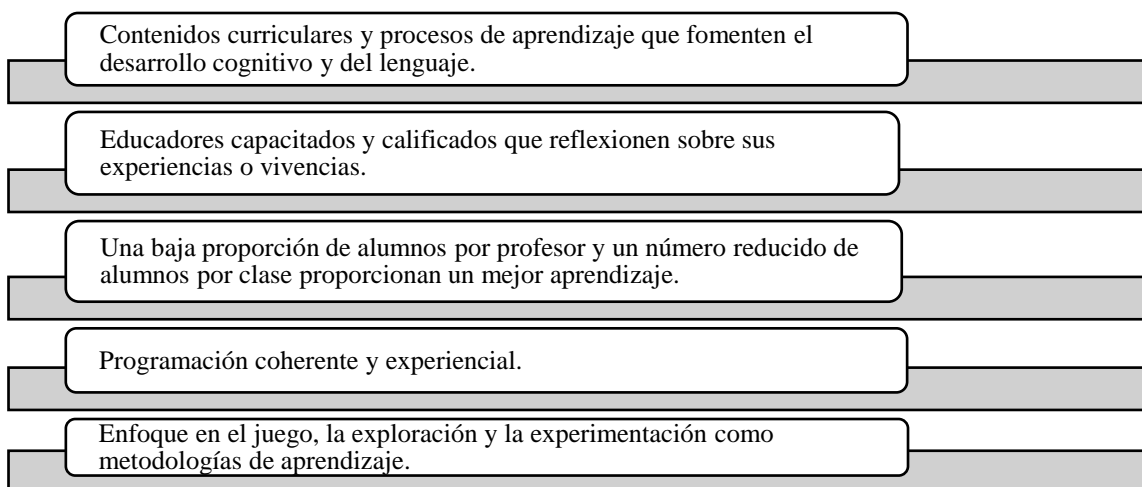 Contenidos curriculares y procesos de aprendizaje que fomenten el
desarrollo cognitivo y del lenguaje.
Educadores capacitados y calificados que reflexionen sobre sus
experiencias o vivencias.
Una baja proporción de alumnos por profesor y un número reducido de
alumnos por clase proporcionan un mejor aprendizaje.
Programación coherente y experiencial.
Enfoque en el juego, la exploración y la experimentación como
metodologías de aprendizaje.